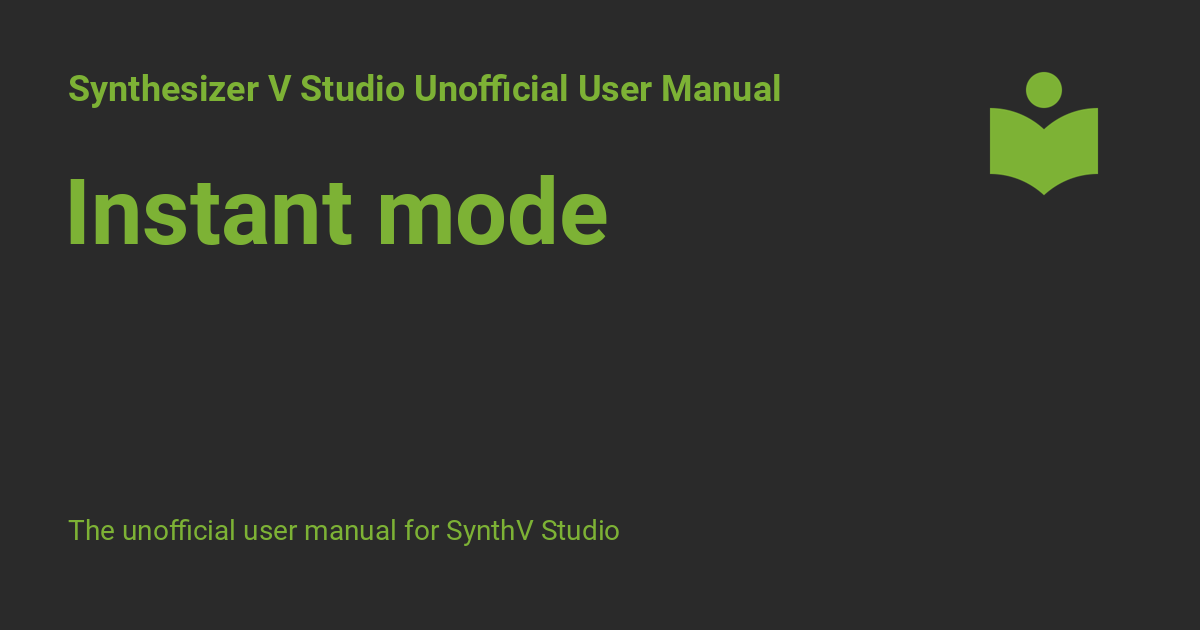 Synthesizer V Studio Unofficial User Manual
Instant mode
The unofficial user manual for SynthV Studio